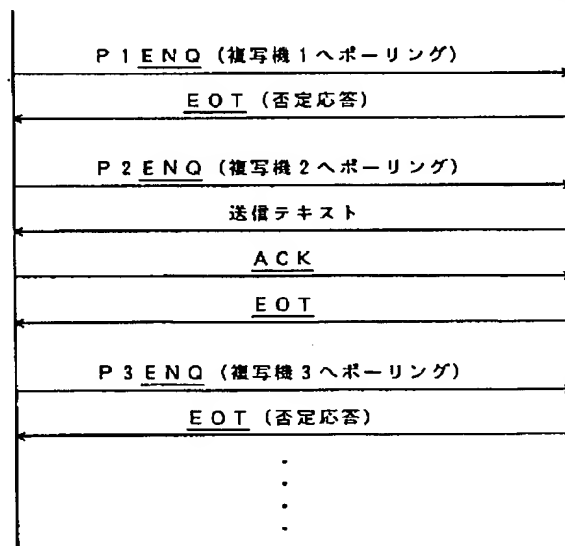 P1ENQ(複写機1へポーリング)
EOT(否定応答)
P2ENQ(複写機2へポーリング)
送信テキスト
ACK
EOT
P3ENQ(複写機3へポーリング)
EOT(否定応答)